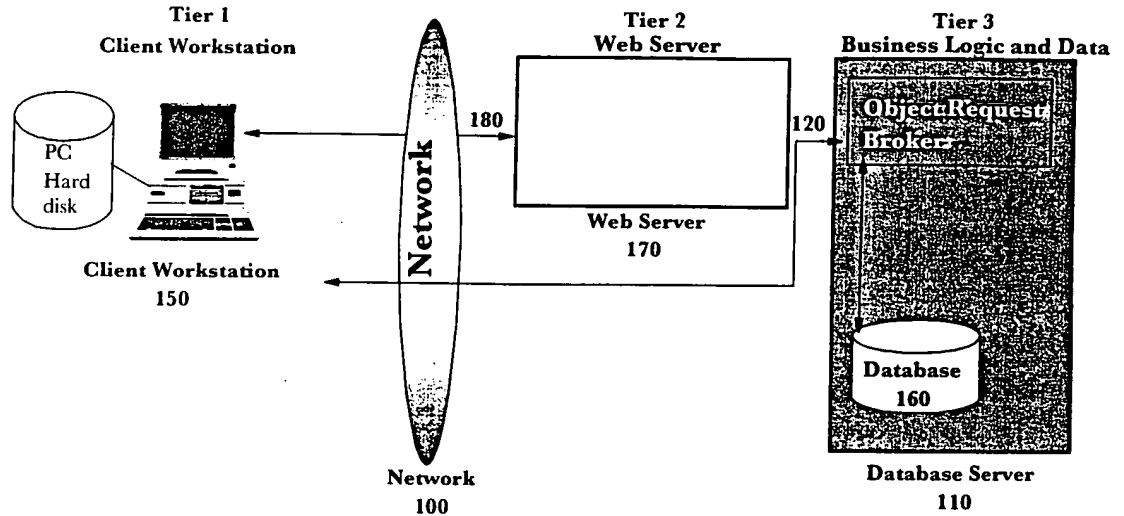 Tier 1
Client Workstation
PC
Hard
disk
Client Workstation
150
Network
Network
100
180
Tier 2
Web Server
Web Server
170
120
Tier 3
Business Logic and Data
Object Request
Broker
Database
160
Database Server
110